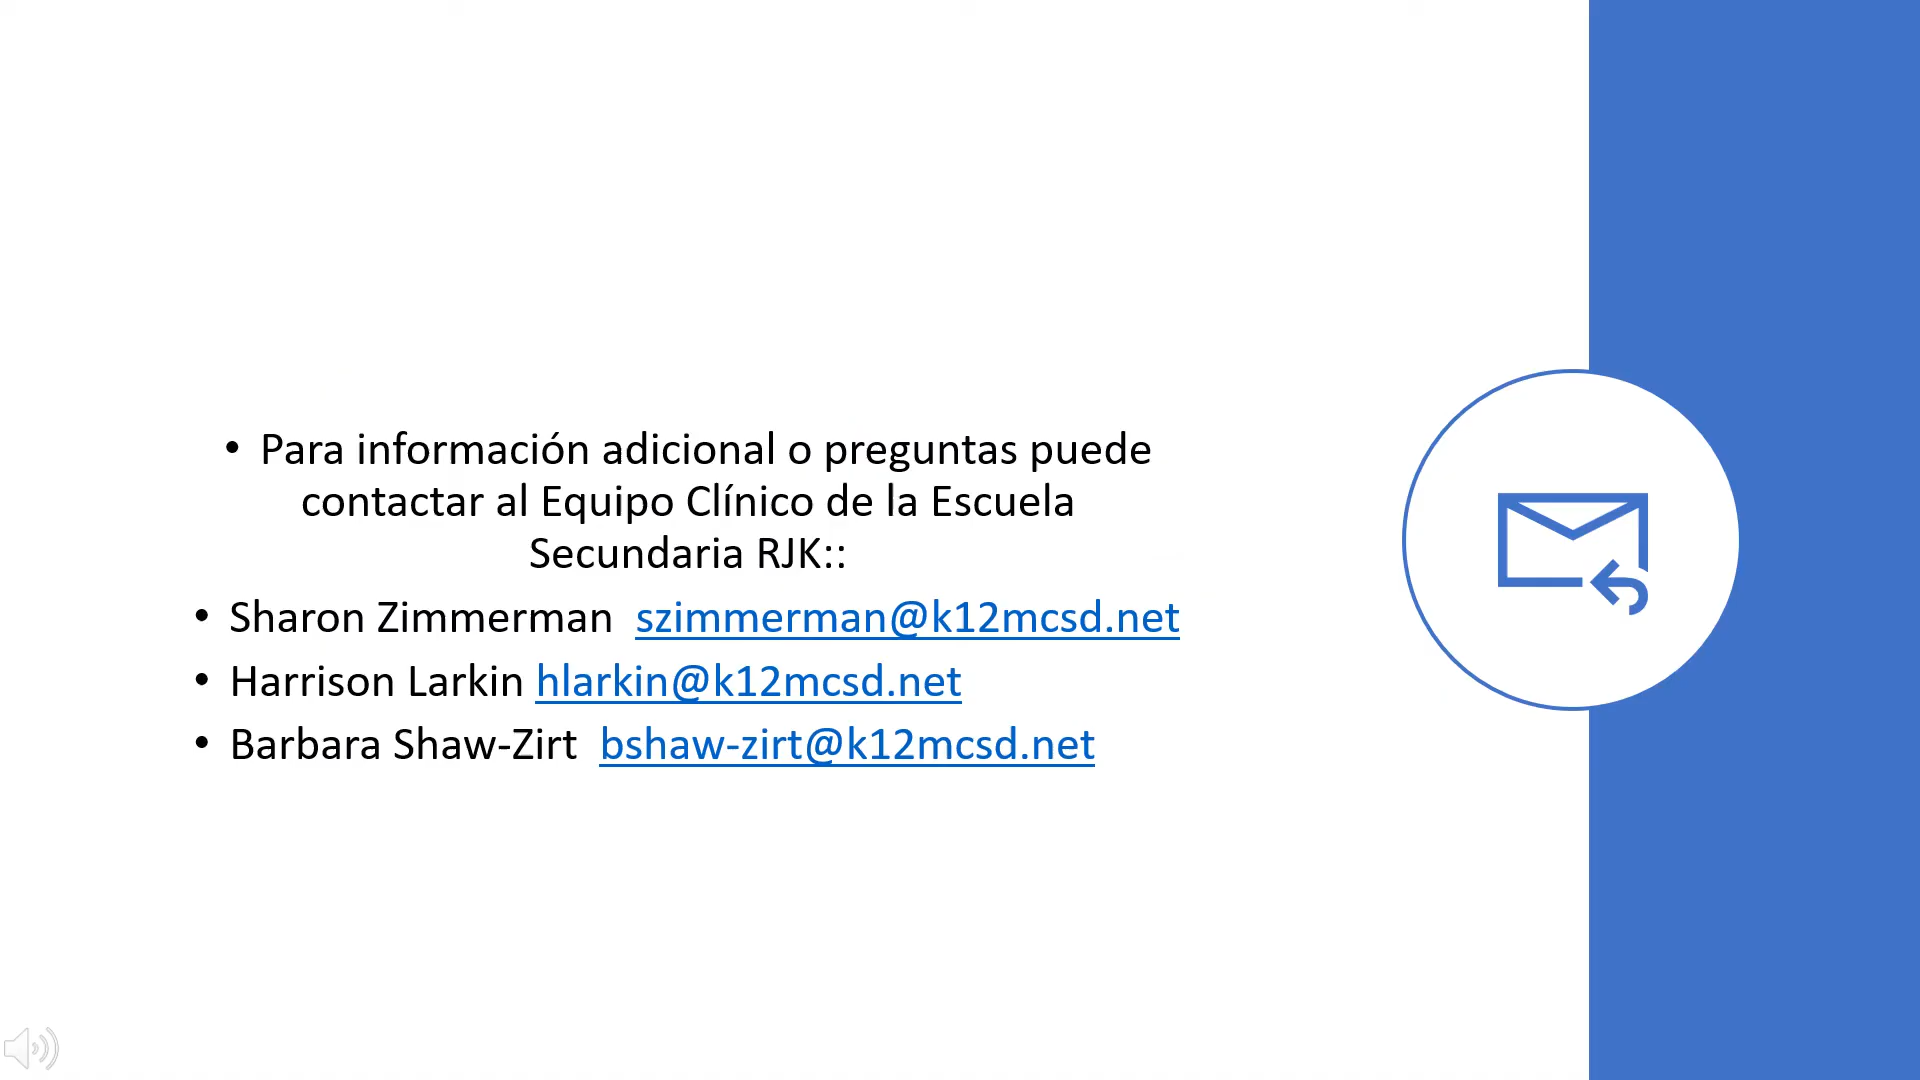 • Para información adicional o preguntas puede
contactar al Equipo Clínico de la Escuela
Secundaria RJK::
• Sharon Zimmerman  szimmerman@k12mcsd.net
• Harrison Larkin hlarkin@k12mcsd.net
• Barbara Shaw-Zirt  bshaw-zirt@k12mcsd.net